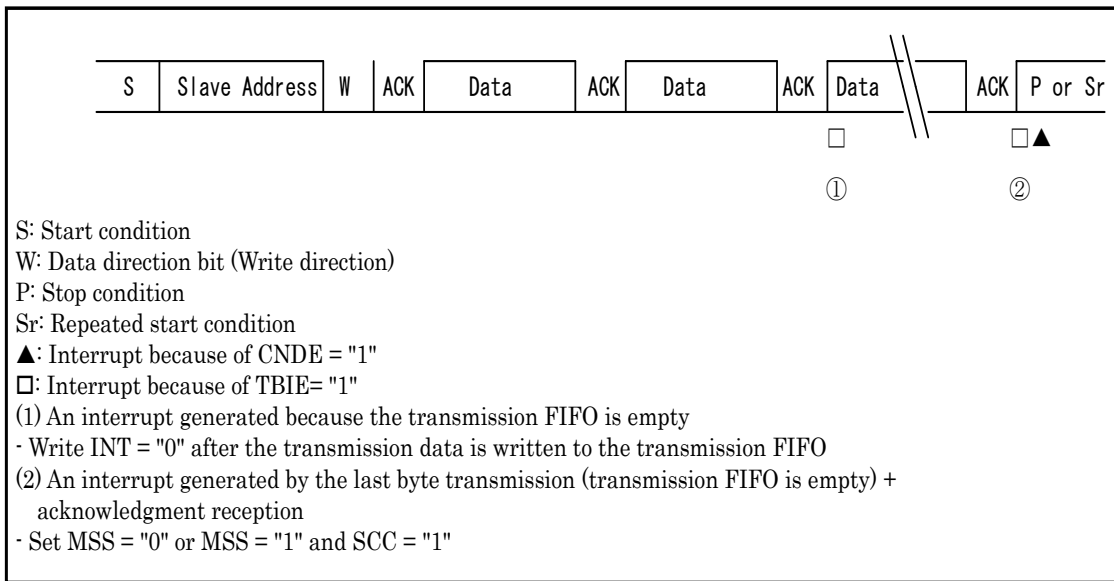 S Slave Address W ACK Data ACK Data ACK Data ACK P or Sr
□ □▲
① ②
S: Start condition
W: Data direction bit (Write direction)
P: Stop condition
Sr: Repeated start condition
▲: Interrupt because of CNDE = "1"
□: Interrupt because of TBIE= "1"
(1) An interrupt generated because the transmission FIFO is empty
- Write INT = "0" after the transmission data is written to the transmission FIFO
(2) An interrupt generated by the last byte transmission (transmission FIFO is empty) +
acknowledgment reception
- Set MSS = "0" or MSS = "1" and SCC = "1"